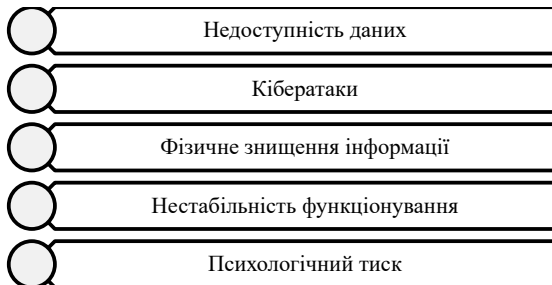 Недоступність даних
Кібератаки
Фізичне знищення інформації
Нестабільність функціонування
Психологічний тиск